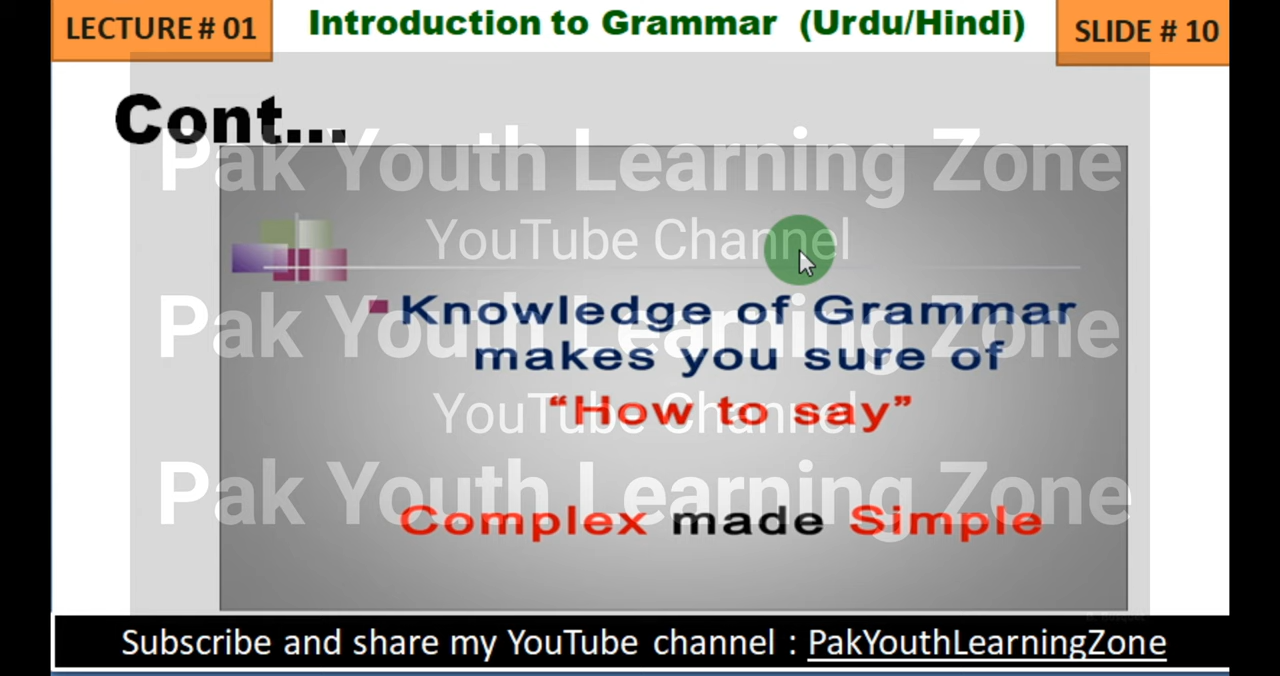 LECTURE # 01
Introduction to Grammar (Urdu/Hindi)
SLIDE # 10
Cont...
Pak Youth Learning Zone
YouTube Channel
Knowledge of Grammar
Pak Youth Learning Zone
makes you sure of
“How to say”
YouTube Channel
Pak Youth Learning Zone
Complex made Simple
Subscribe and share my YouTube channel : PakYouthLearningZone